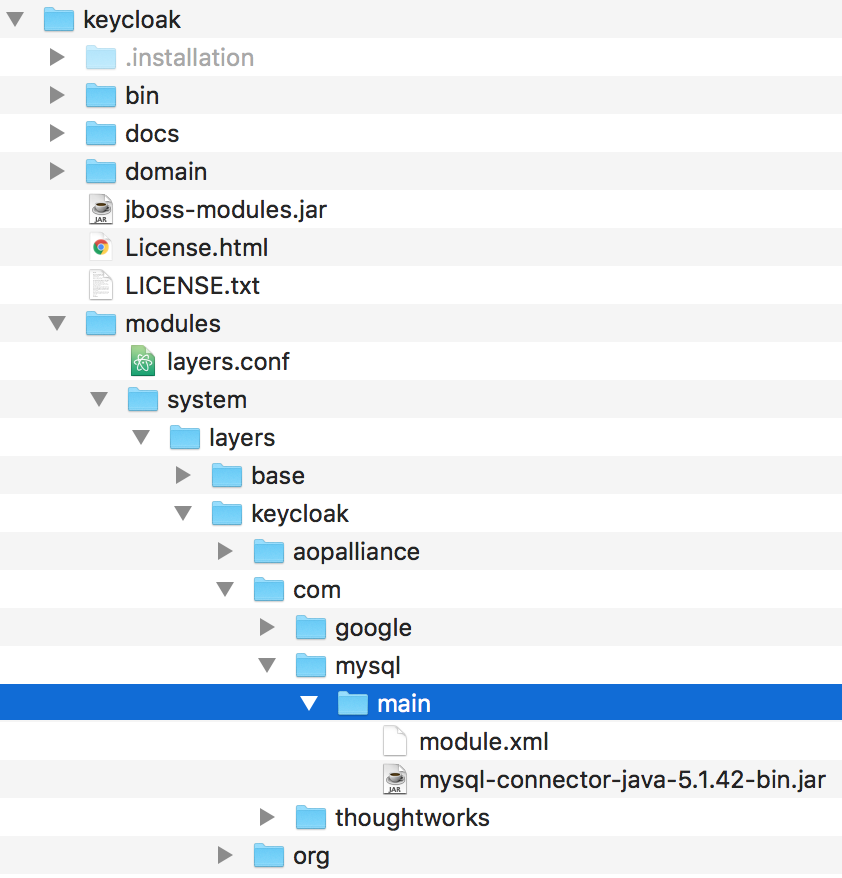 keycloak
.installation
bin
docs
domain
jboss-modules.jar
License.html
LICENSE.txt
modules
layers.conf
system
layers
base
keycloak
aopalliance
com
google
mysql
main
module.xml
mysql-connector-java-5.1.42-bin.jar
thoughtworks
org